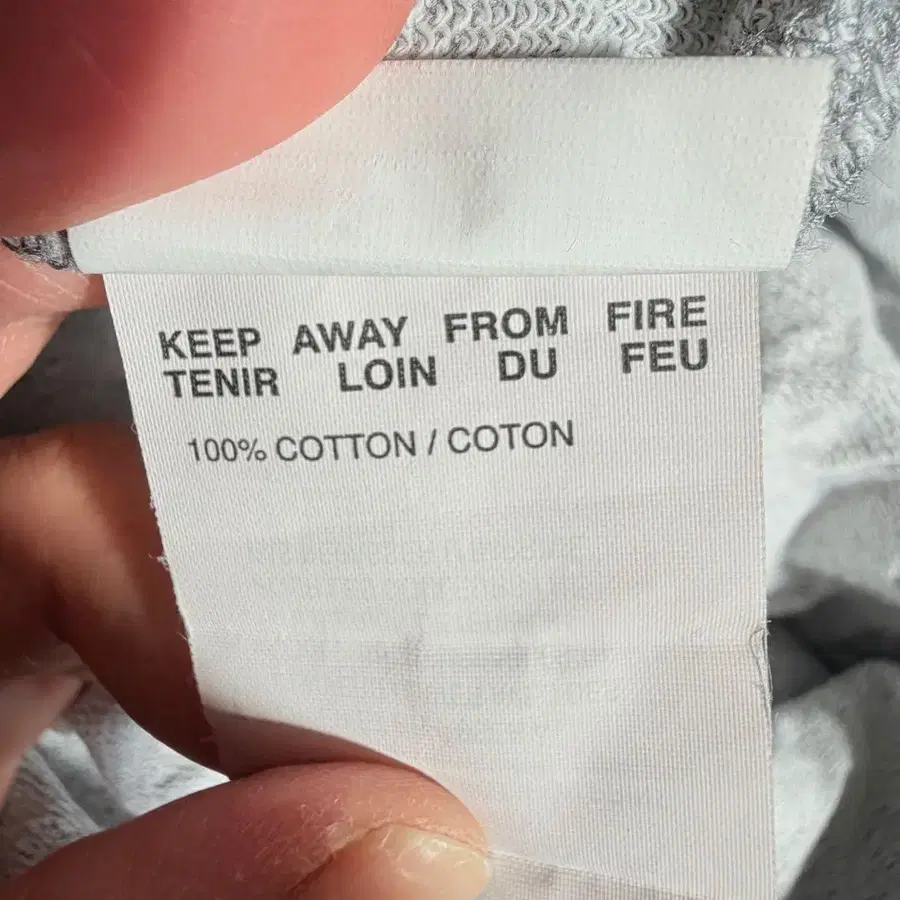 KEEP AWAY FROM FIRE
TENIR LOIN DU FEU
100% COTTON / COTON